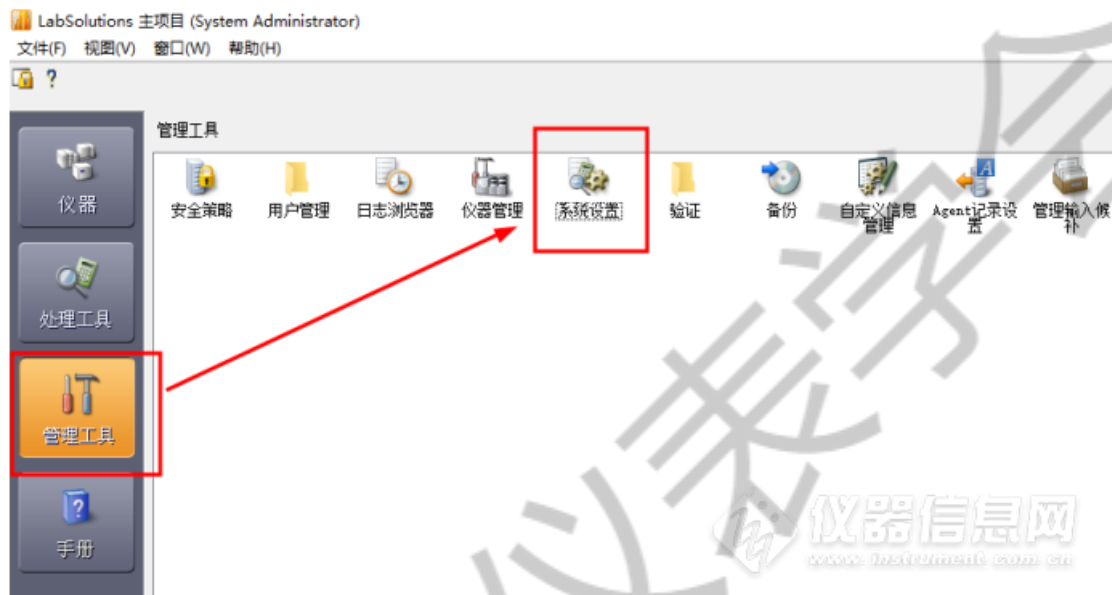 LabSolutions 主项目 (System Administrator)
文件(F) 视图(V) 窗口(W) 帮助(H)
管理工具
仪器
处理工具
管理工具
手册
安全策略 用户管理 日志浏览器 仪器管理 系统设置 验证 备份 自定义信息 Agent记录设 管理输入候
管理 置 补
仪表学会
仪器信息网
www.instrument.com.cn